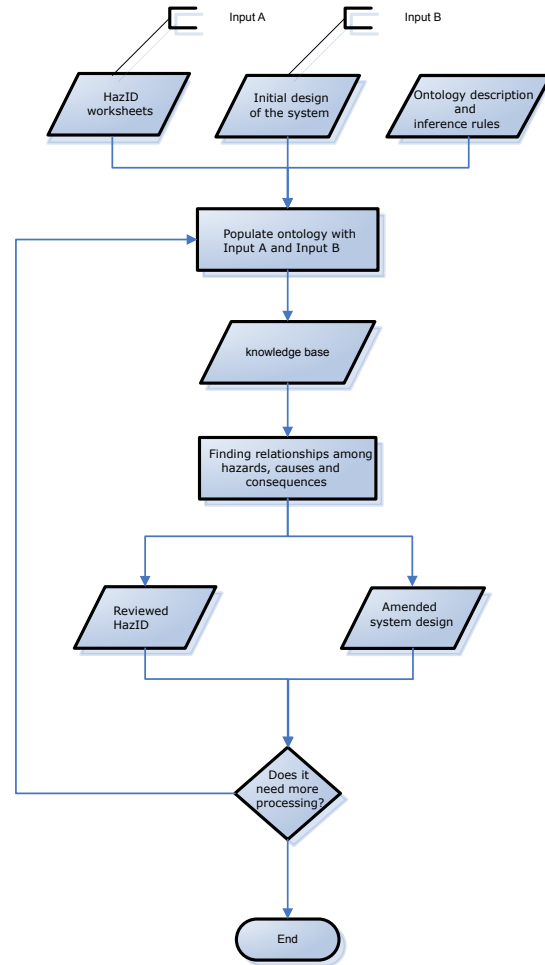 Input A
Input B
HazID
worksheets
Initial design
of the system
Ontology description
and
inference rules
Populate ontology with
Input A and Input B
knowledge base
Finding relationships among
hazards, causes and
consequences
Reviewed
HazID
Amended
system design
Does it
need more
processing?
End